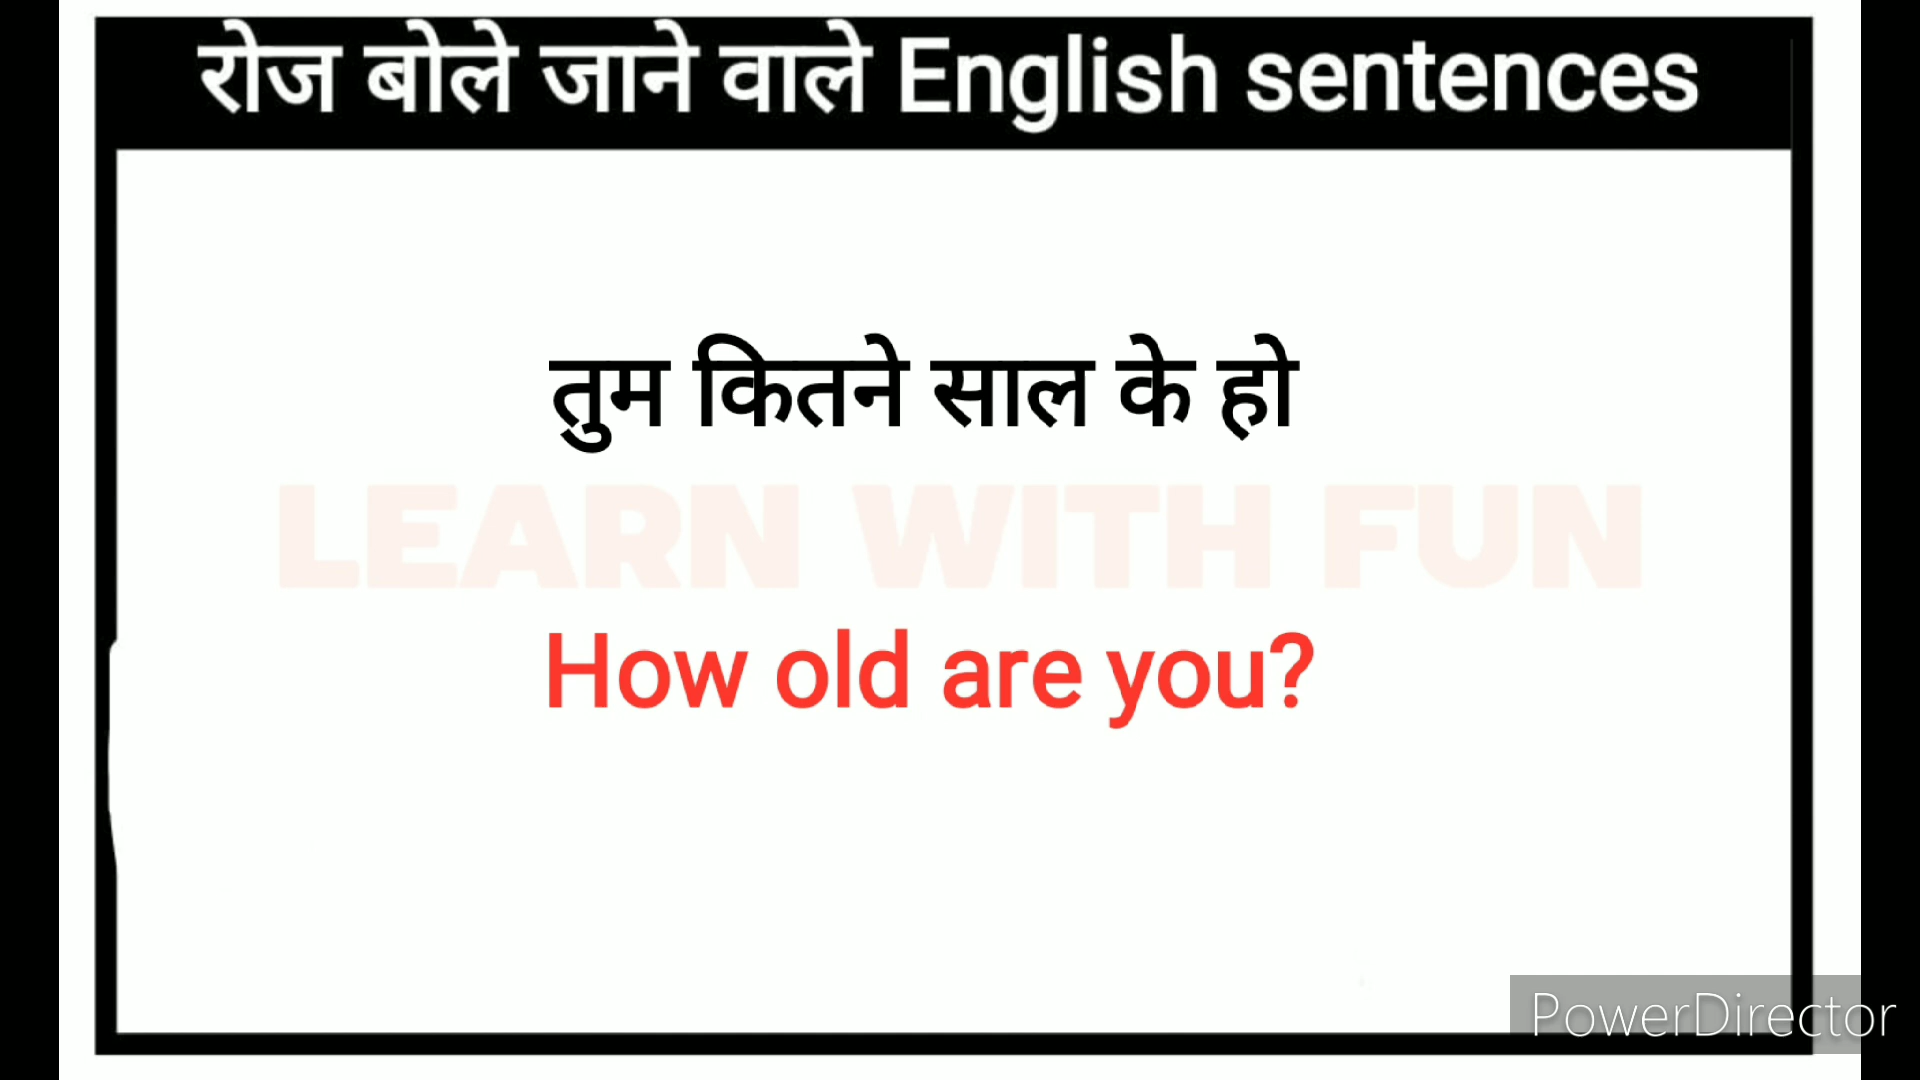 रोज बोले जाने वाले English sentences
तुम कितने साल के हो
LEARN WITH FUN
How old are you?
PowerDirector